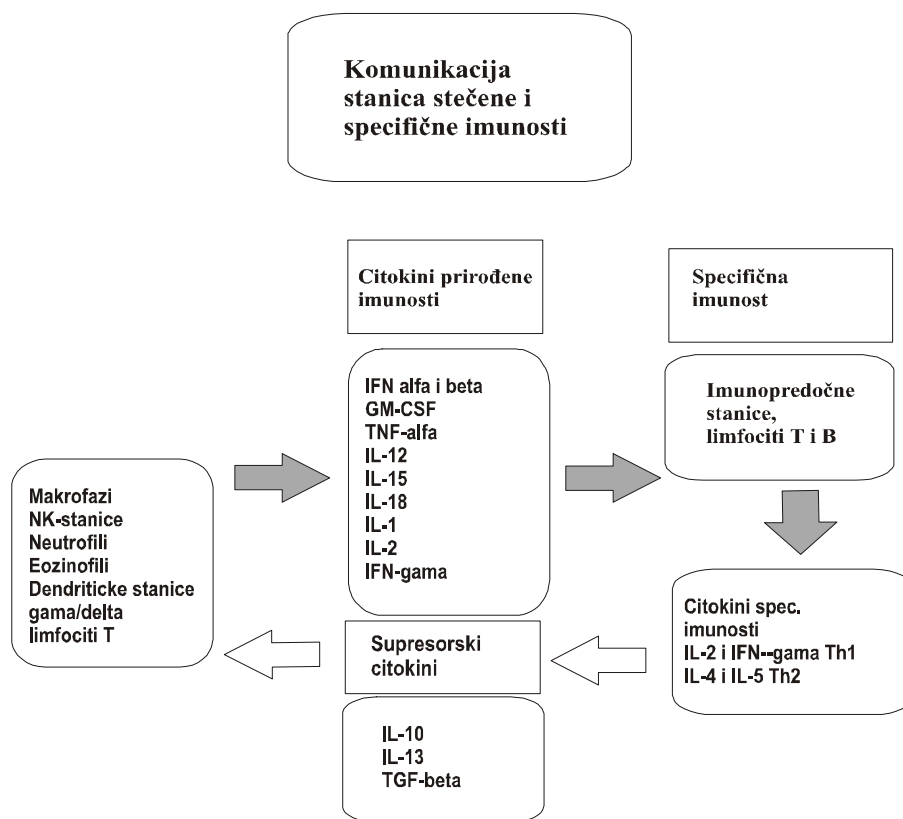 Komunikacija
stanica stečene i
specifične imunosti
Citokini prirođene
imunosti
Specifična
imunost
IFN alfa i beta
GM-CSF
TNF-alfa
IL-12
IL-15
IL-18
IL-1
IL-2
IFN-gama
Imunopredočne
stanice,
limfociti T i B
Makrofazi
NK-stanice
Neutrofili
Eozinofili
Dendriticke stanice
gama/delta
limfociti T
Citokini spec.
imunosti
IL-2 i IFN--gama Th1
IL-4 i IL-5 Th2
Supresorski
citokini
IL-10
IL-13
TGF-beta